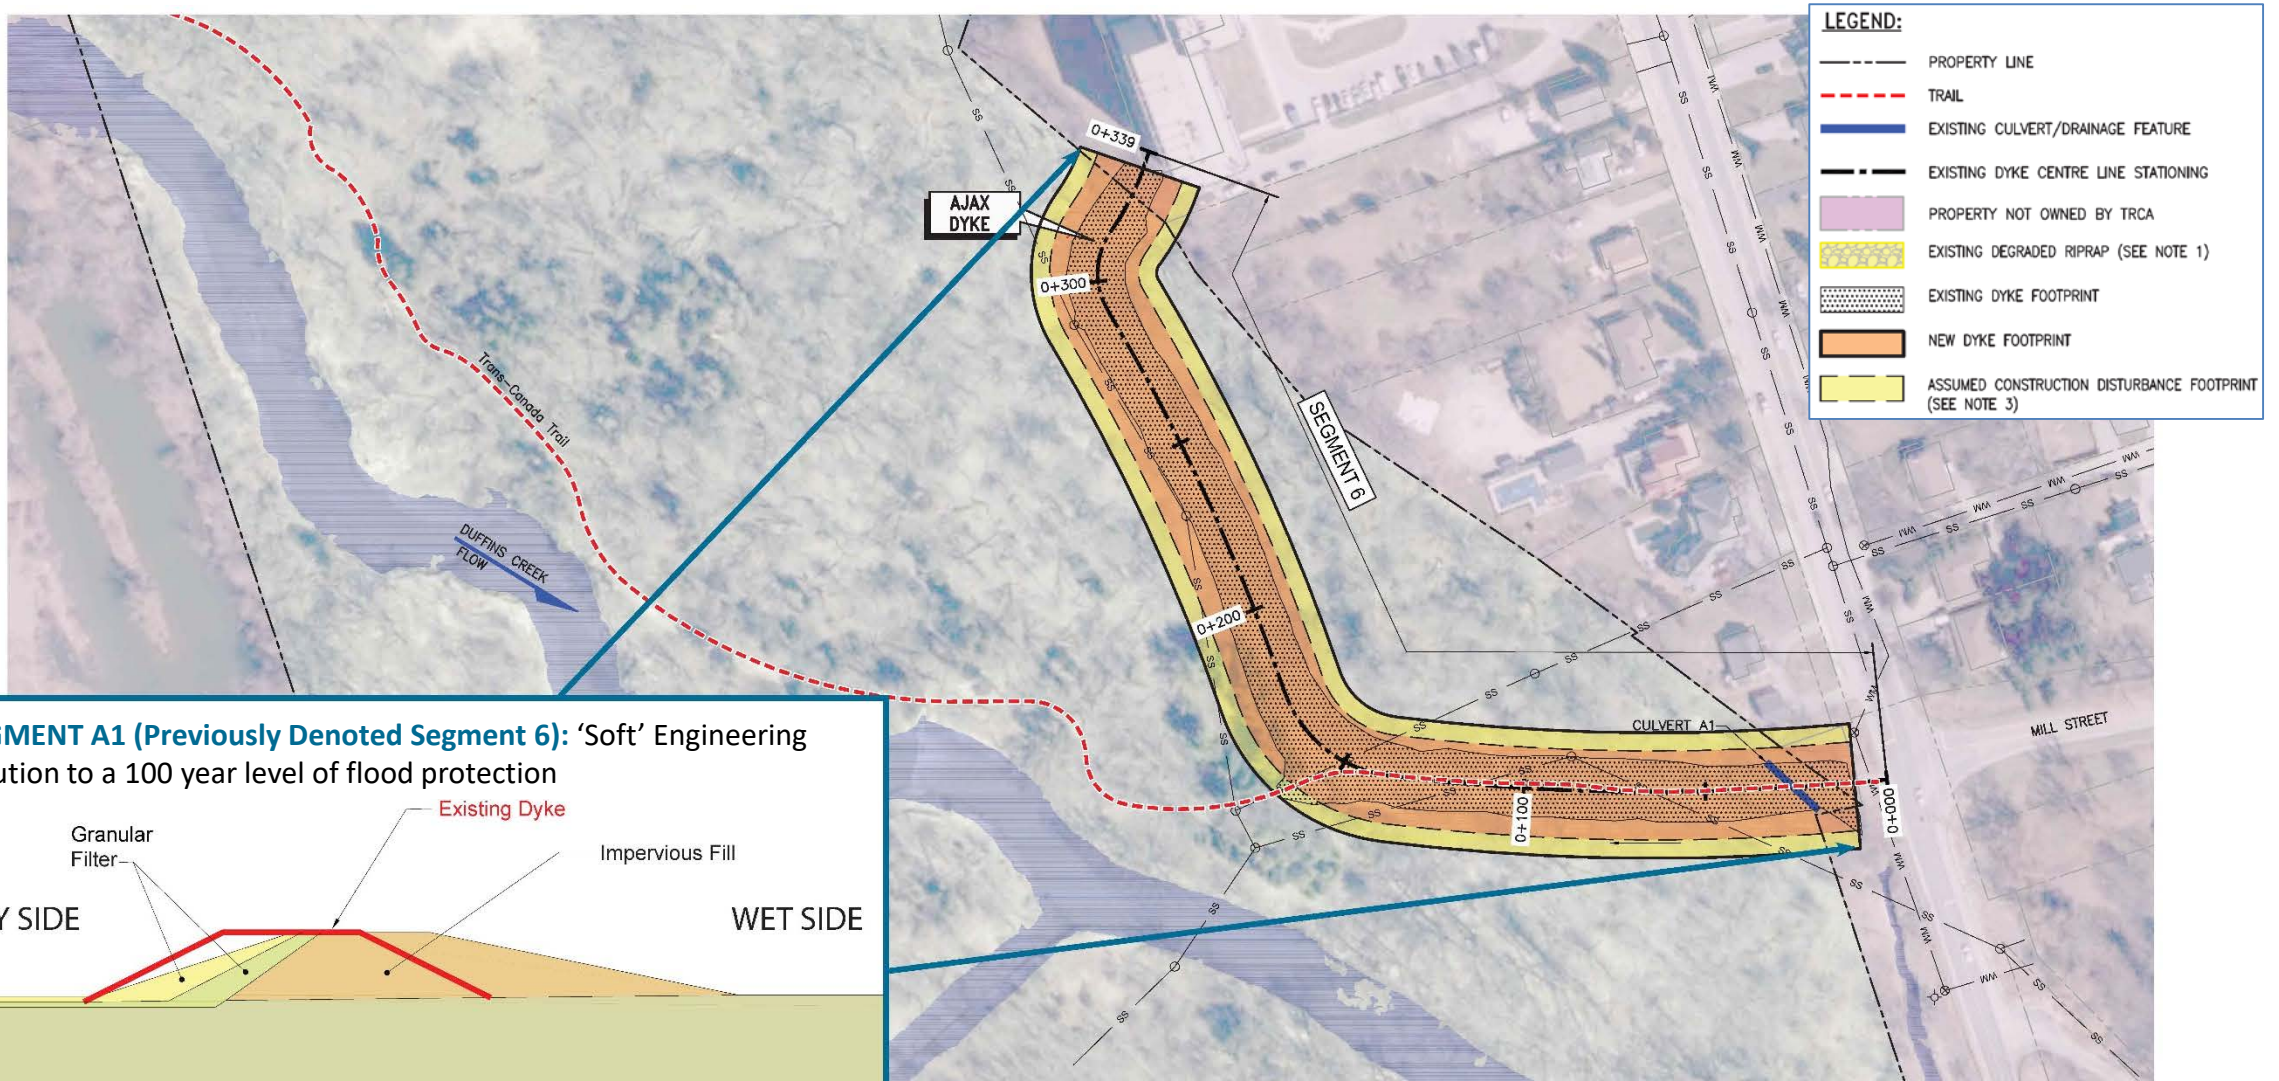 LEGEND:
PROPERTY LINE
TRAIL
EXISTING CULVERT/DRAINAGE FEATURE
EXISTING DYKE CENTRE LINE STATIONING
PROPERTY NOT OWNED BY TRCA
EXISTING DEGRADED RIPRAP (SEE NOTE 1)
EXISTING DYKE FOOTPRINT
NEW DYKE FOOTPRINT
ASSUMED CONSTRUCTION DISTURBANCE FOOTPRINT
(SEE NOTE 3)
0+339
AJAX
DYKE
0+300
Trans-Canada Trail
SEGMENT 6
DUFFINS CREEK
FLOW
0+200
CULVERT A1
MILL STREET
0+100
0+000
SS
WM
GMENT A1 (Previously Denoted Segment 6): ‘Soft’ Engineering
ution to a 100 year level of flood protection
Existing Dyke
Granular
Filter
Impervious Fill
Y SIDE
WET SIDE